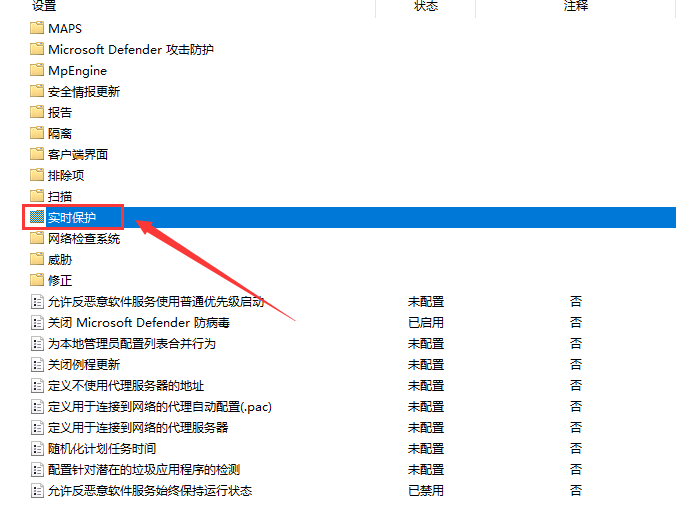 设置 状态 注释
MAPS
Microsoft Defender 攻击防护
MpEngine
安全情报更新
报告
隔离
客户端界面
排除项
扫描
实时保护
网络检查系统
威胁
修正
允许反恶意软件服务使用普通优先级启动 未配置 否
关闭 Microsoft Defender 防病毒 已启用 否
为本地管理员配置列表合并行为 未配置 否
关闭例程更新 未配置 否
定义不使用代理服务器的地址 未配置 否
定义用于连接到网络的代理自动配置(.pac) 未配置 否
定义用于连接到网络的代理服务器 未配置 否
随机化计划任务时间 未配置 否
配置针对潜在的垃圾应用程序的检测 未配置 否
允许反恶意软件服务始终保持运行状态 已禁用 否